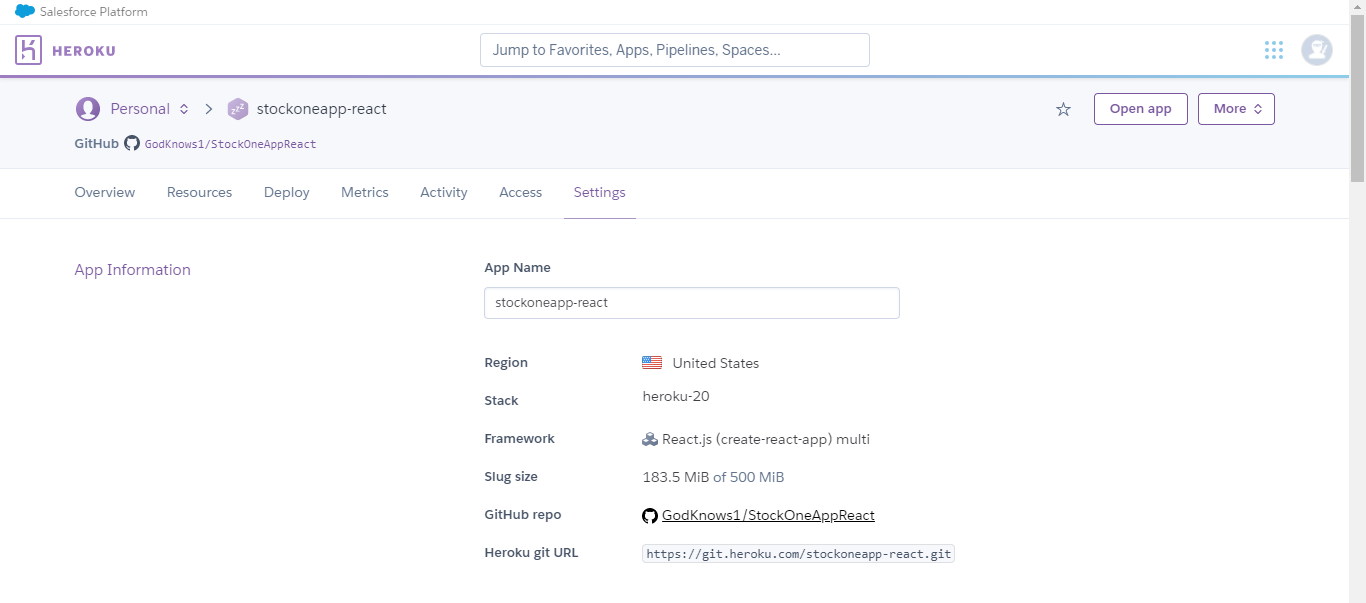 Salesforce Platform
HEROKU
Jump to Favorites, Apps, Pipelines, Spaces...
Personal stockoneapp-react
Open app
More
GitHub GodKnows1/StockOneAppReact
Overview Resources Deploy Metrics Activity Access Settings
App Information
App Name
stockoneapp-react
Region United States
Stack heroku-20
Framework React.js (create-react-app) multi
Slug size 183.5 MiB of 500 MiB
GitHub repo GodKnows1/StockOneAppReact
Heroku git URL https://git.heroku.com/stockoneapp-react.git